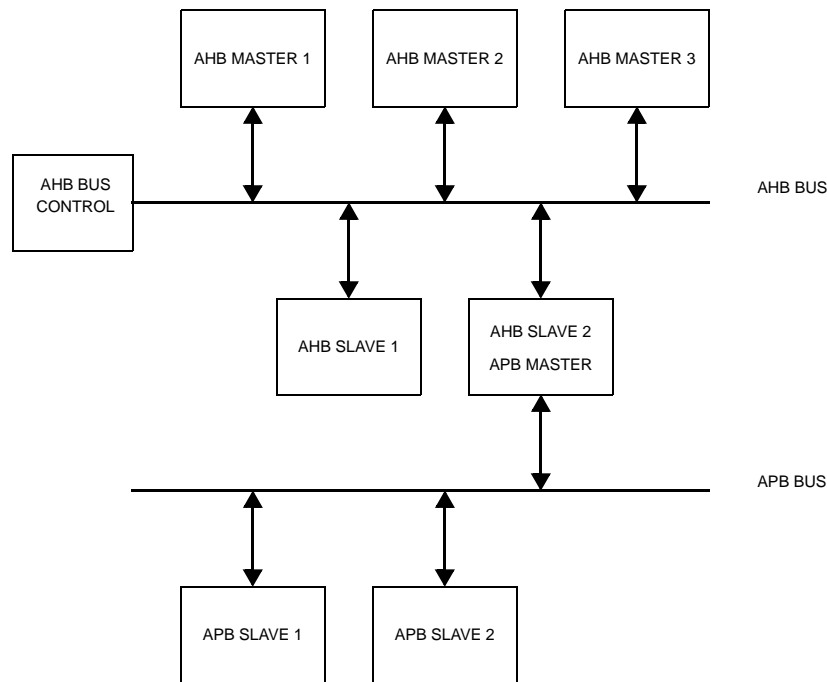 AHB MASTER 1
AHB MASTER 2
AHB MASTER 3
AHB BUS
CONTROL
AHB BUS
AHB SLAVE 1
AHB SLAVE 2
APB MASTER
APB BUS
APB SLAVE 1
APB SLAVE 2